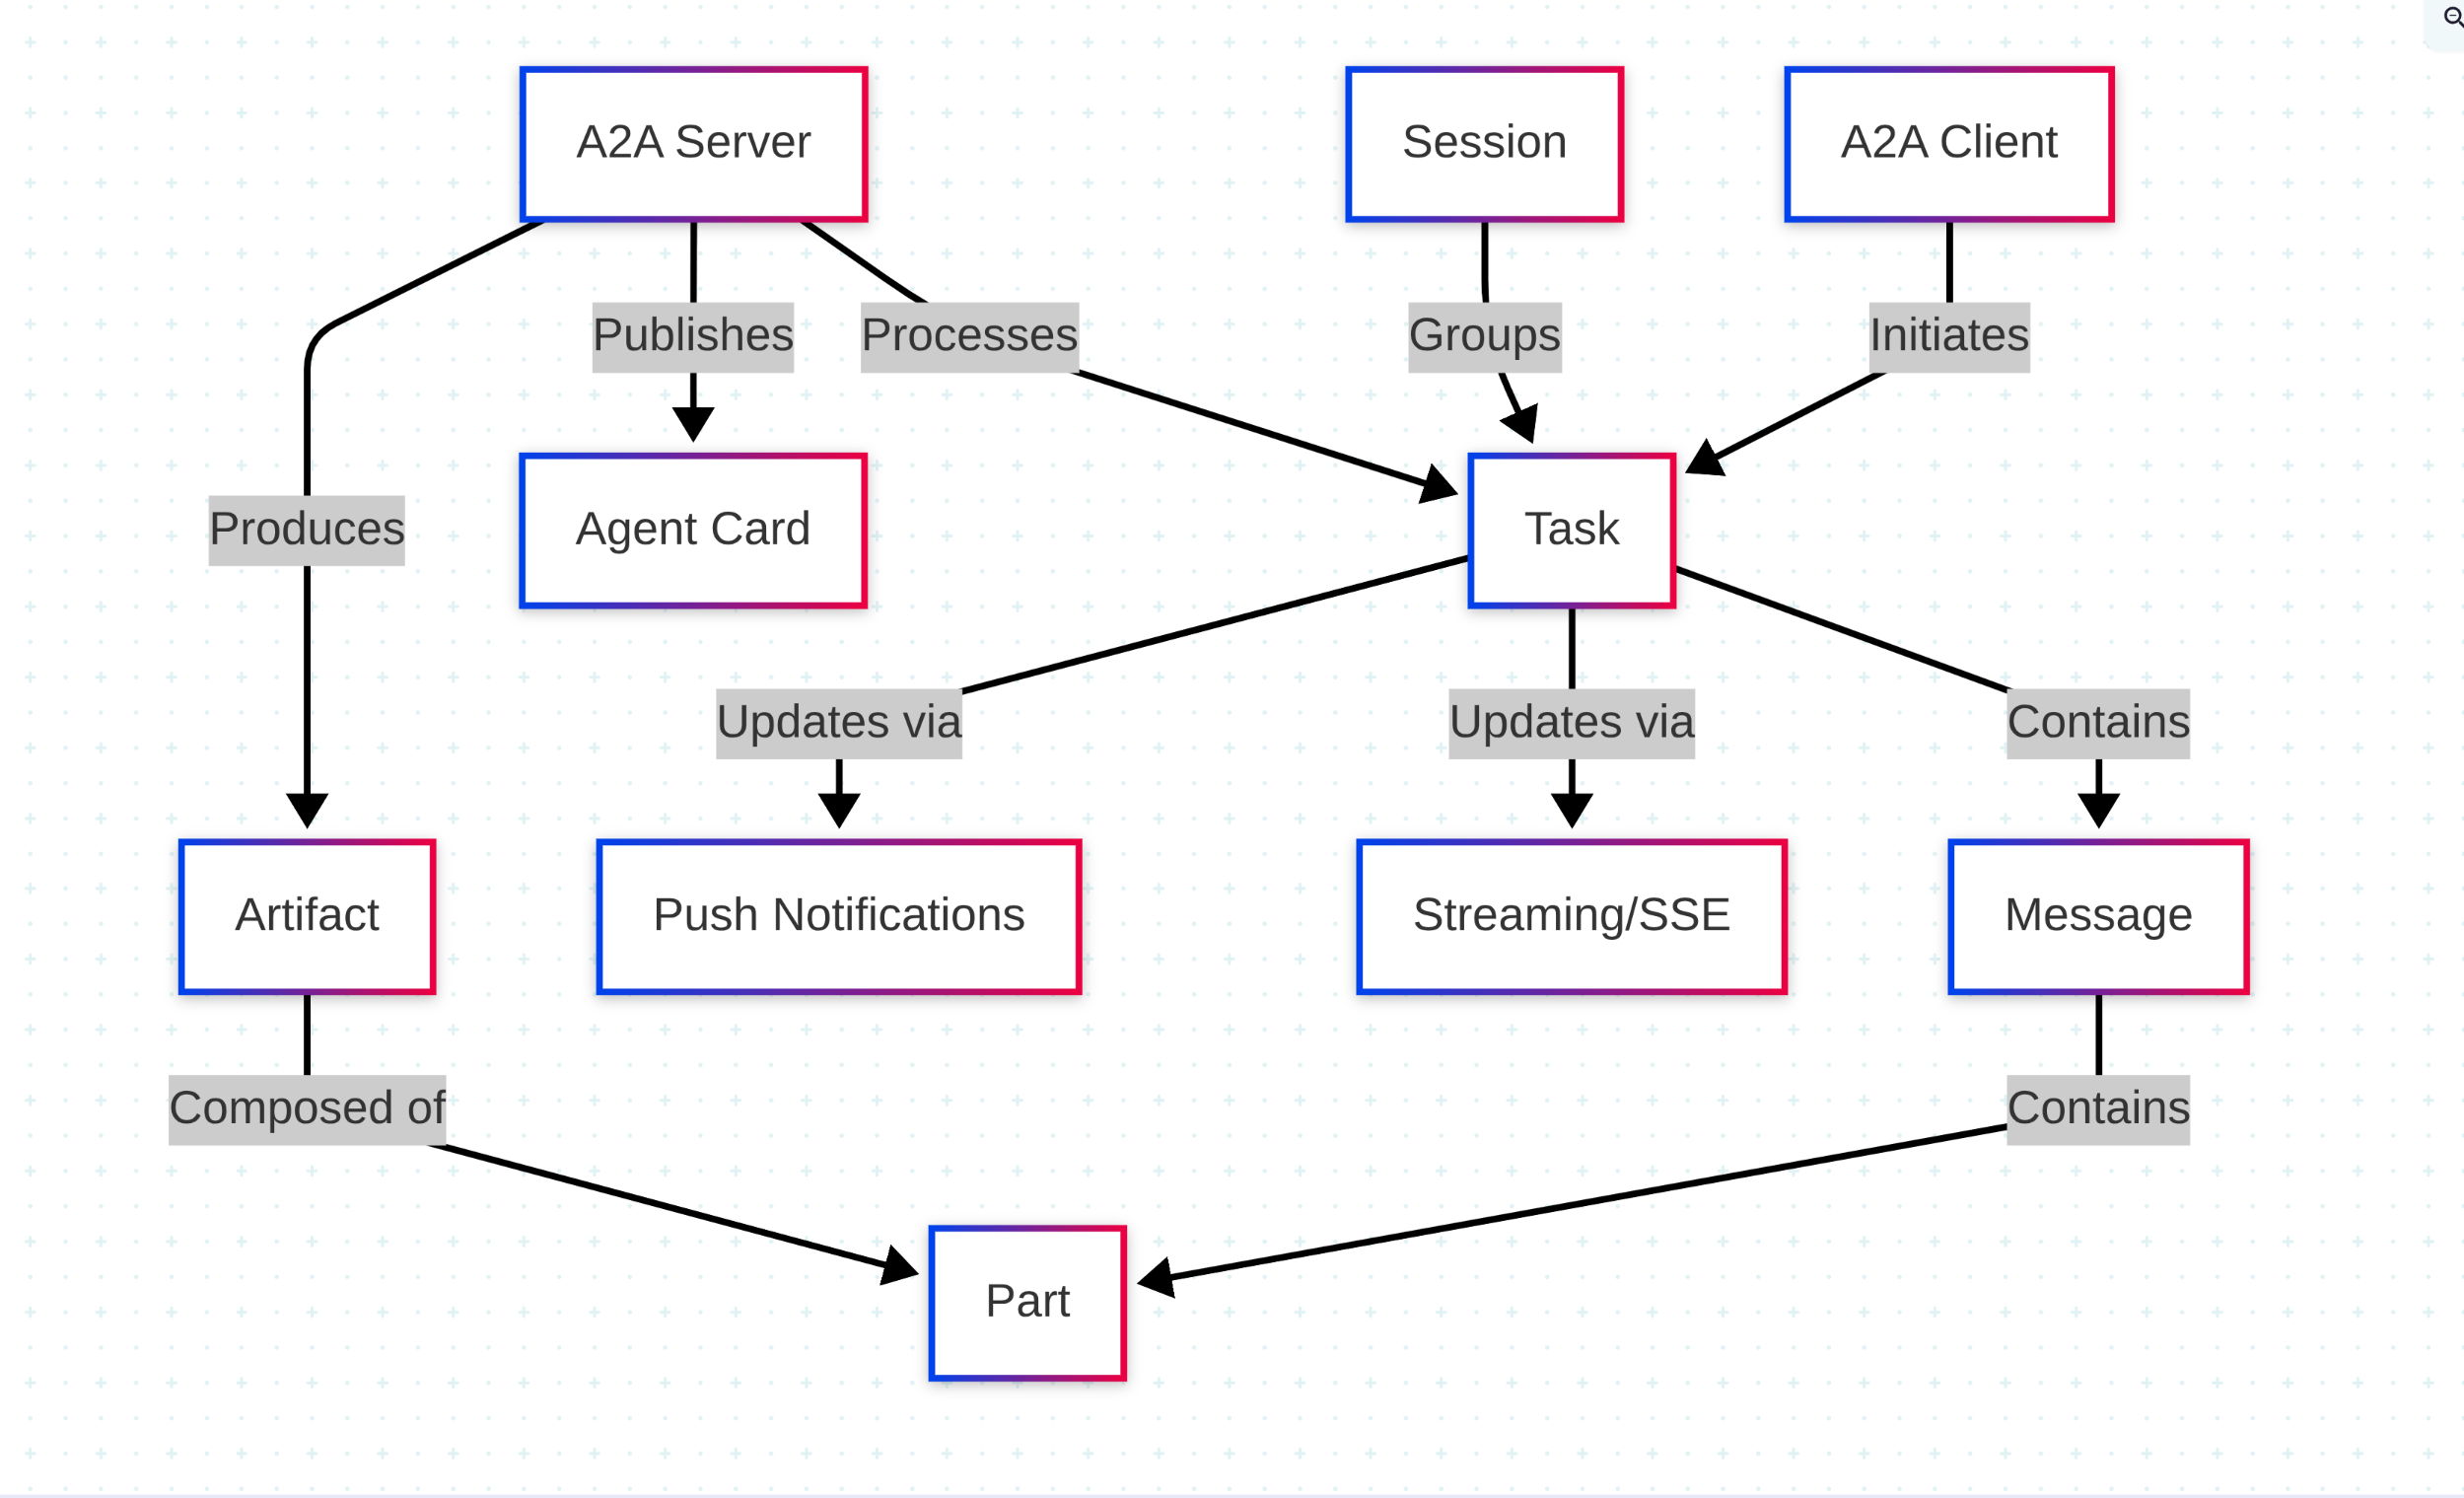 A2A Server
Session
A2A Client
Publishes
Processes
Groups
Initiates
Produces
Agent Card
Task
Updates via
Updates via
Contains
Artifact
Push Notifications
Streaming/SSE
Message
Composed of
Contains
Part